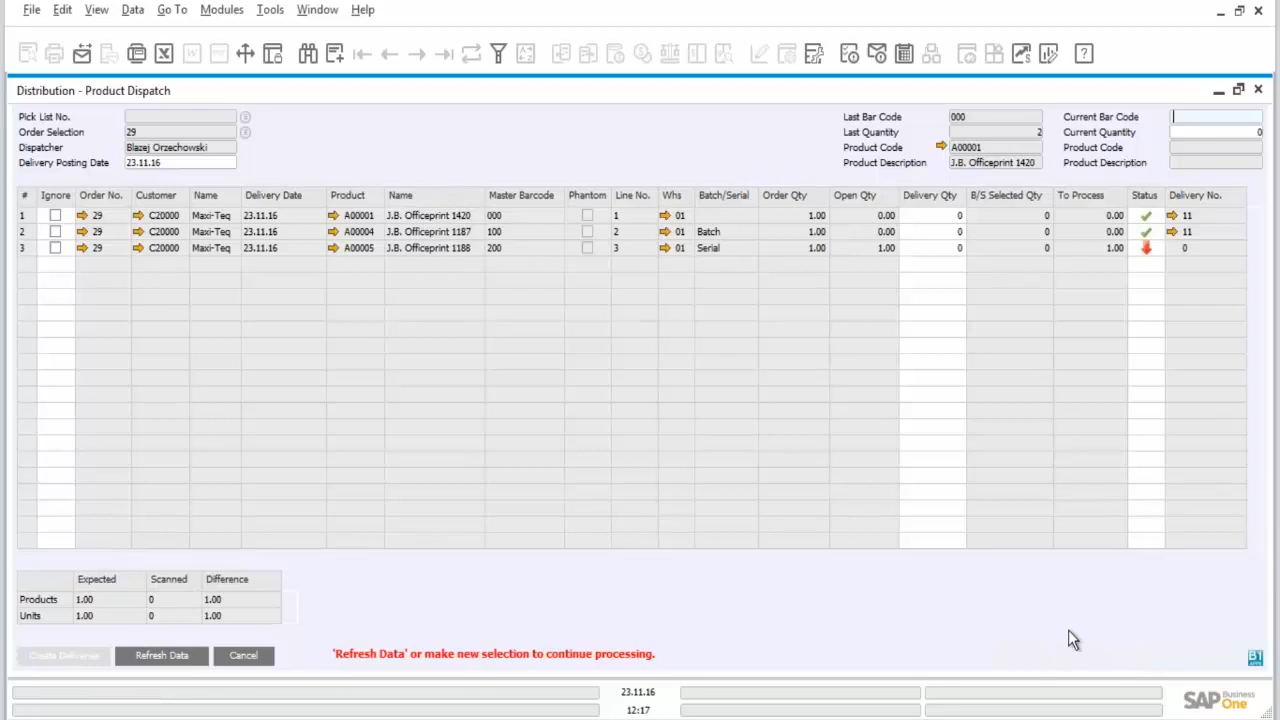 File Edit View Data Go To Modules Tools Window Help
Distribution - Product Dispatch
Pick List No.
Order Selection 29
Dispatcher Blazej Orzechowski
Delivery Posting Date 23.11.16
Last Bar Code 000
Last Quantity 2
Product Code A00001
Product Description J.B. Officeprint 1420
Current Bar Code
Current Quantity 0
Product Code
Product Description
# Ignore Order No. Customer Name Delivery Date Product Name Master Barcode Phantom Line No. Whs Batch/Serial Order Qty Open Qty Delivery Qty B/S Selected Qty To Process Status Delivery No.
1 29 C20000 Maxi-Teq 23.11.16 A00001 J.B. Officeprint 1420 000 1 01 1.00 0.00 0 0 0.00 11
2 29 C20000 Maxi-Teq 23.11.16 A00004 J.B. Officeprint 1187 100 2 01 Batch 1.00 0.00 0 0 0.00 11
3 29 C20000 Maxi-Teq 23.11.16 A00005 J.B. Officeprint 1188 200 3 01 Serial 1.00 1.00 0 0 1.00 0
Expected Scanned Difference
Products 1.00 0 1.00
Units 1.00 0 1.00
Create Deliveries Refresh Data Cancel 'Refresh Data' or make new selection to continue processing.
23.11.16
12:17
SAP Business One